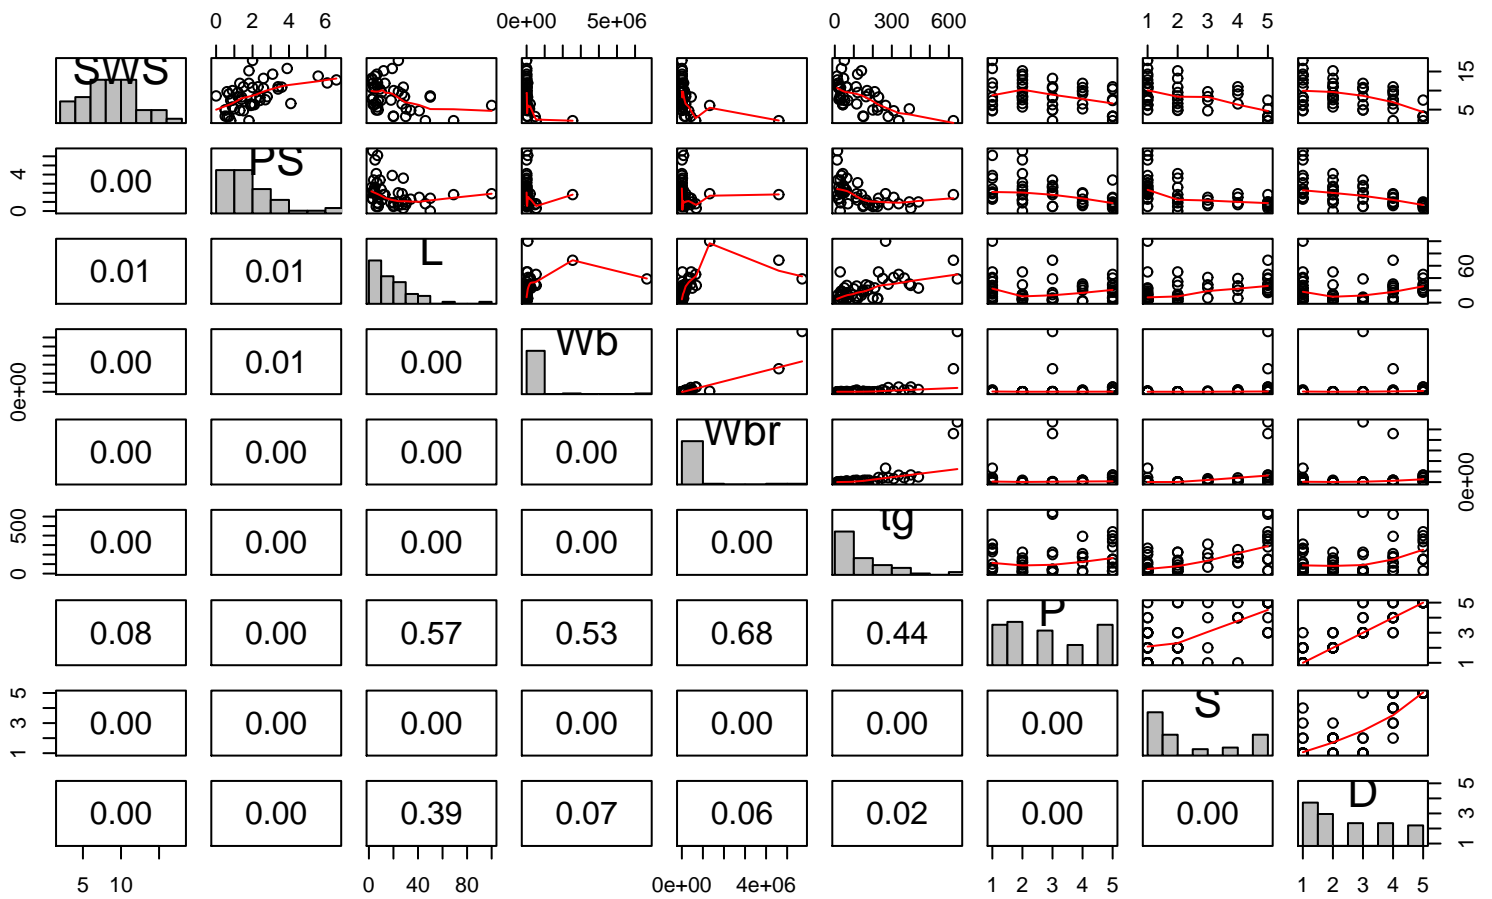 0 2 4 6 0e+00 5e+06 0 300 600 1 2 3 4 5
SWS 5 15
0 4 0.00 PS
0.01 0.01 L 0 60
0e+00 0.00 0.01 0.00 Wb
0.00 0.00 0.00 0.00 Wbr 0e+00
0 500 0.00 0.00 0.00 0.00 0.00 tg
0.08 0.00 0.57 0.53 0.68 0.44 P 1 3 5
1 3 5 0.00 0.00 0.00 0.00 0.00 0.00 0.00 S
0.00 0.00 0.39 0.07 0.06 0.02 0.00 0.00 D 1 3 5
5 10 0 40 80 0e+00 4e+06 1 2 3 4 5 1 2 3 4 5